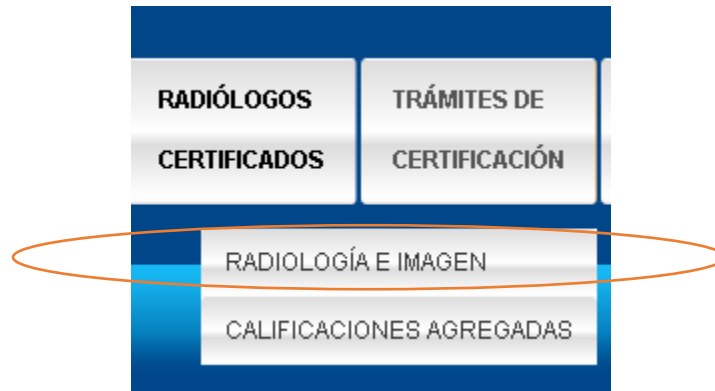 RADIÓLOGOS
CERTIFICADOS
TRÁMITES DE
CERTIFICACIÓN
RADIOLOGÍA E IMAGEN
CALIFICACIONES AGREGADAS